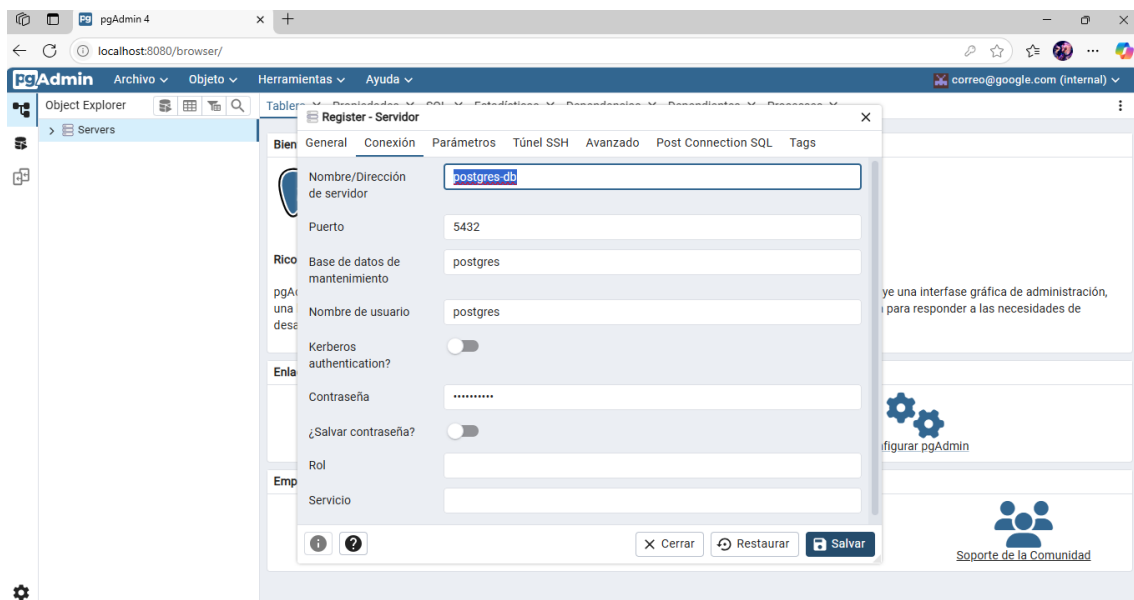 pgAdmin 4
localhost:8080/browser/
pgAdmin Archivo Objeto Herramientas Ayuda correo@google.com (internal)
Object Explorer
Servers
Register - Servidor
General Conexión Parámetros Túnel SSH Avanzado Post Connection SQL Tags
Nombre/Dirección
de servidor
postgres-db
Puerto
5432
Base de datos de
mantenimiento
postgres
Nombre de usuario
postgres
Kerberos
authentication?
Contraseña
••••••••••
¿Salvar contraseña?
Rol
Servicio
Cerrar Restaurar Salvar
Bien
Rico
pgAd
una
desa
ye una interfase gráfica de administración,
para responder a las necesidades de
Enla
figurar pgAdmin
Emp
Soporte de la Comunidad